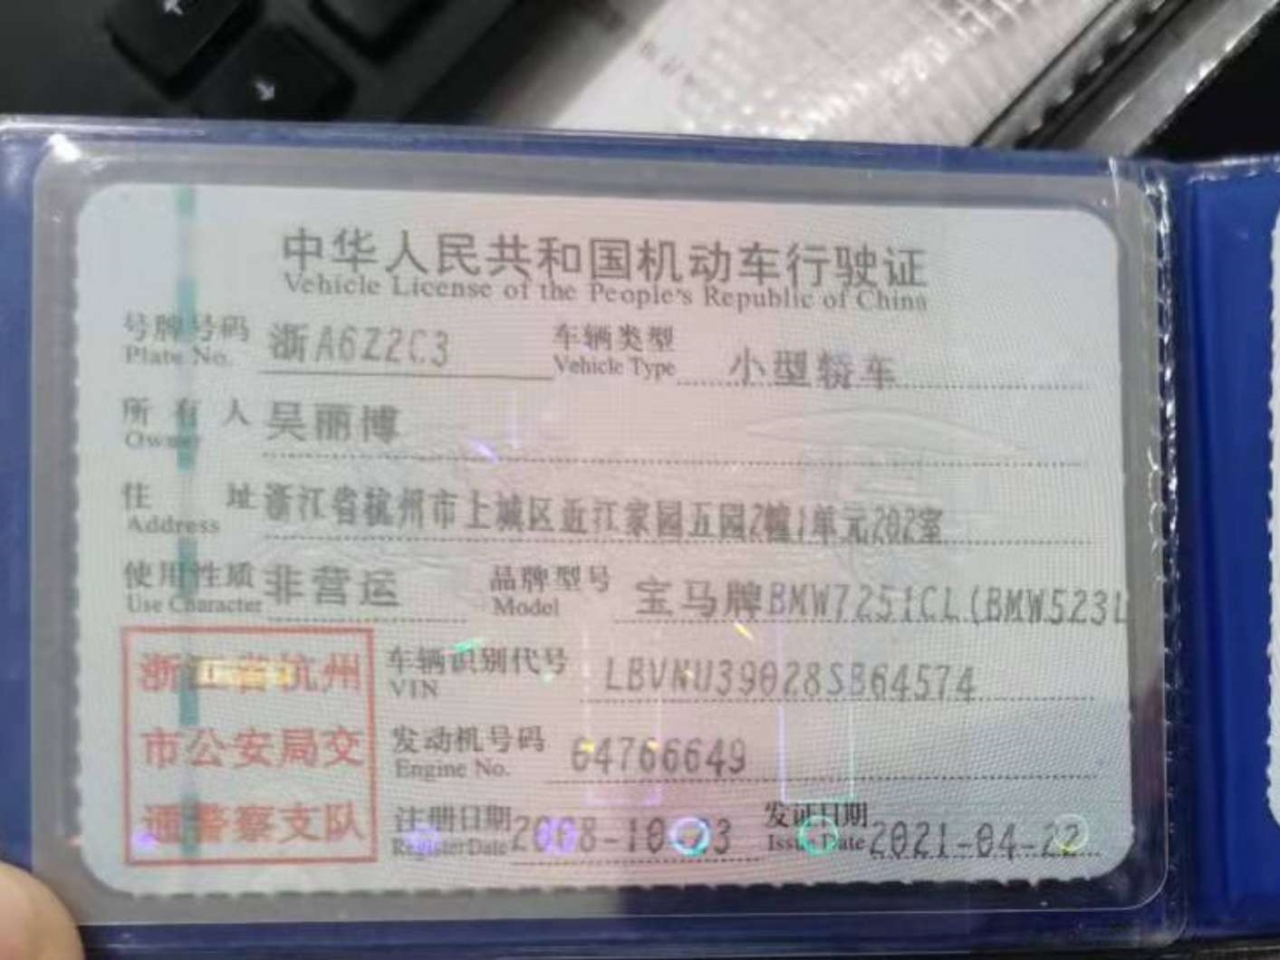 中华人民共和国机动车行驶证
Vehicle License of the People's Republic of China
号牌号码 浙A6Z2C3 车辆类型 小型轿车
Plate No. Vehicle Type
所有人 吴丽博
Owner
住址 浙江省杭州市上城区近江家园五园2幢1单元202室
Address
使用性质 非营运 品牌型号 宝马牌BMW7251CL(BMW523L
Use Character Model
浙江省杭州
市公安局交
通警察支队
车辆识别代号 LBVNU39028SB64574
VIN
发动机号码 64766649
Engine No.
注册日期 2008-10- 发证日期 2021-04-22
Register Date Issue Date